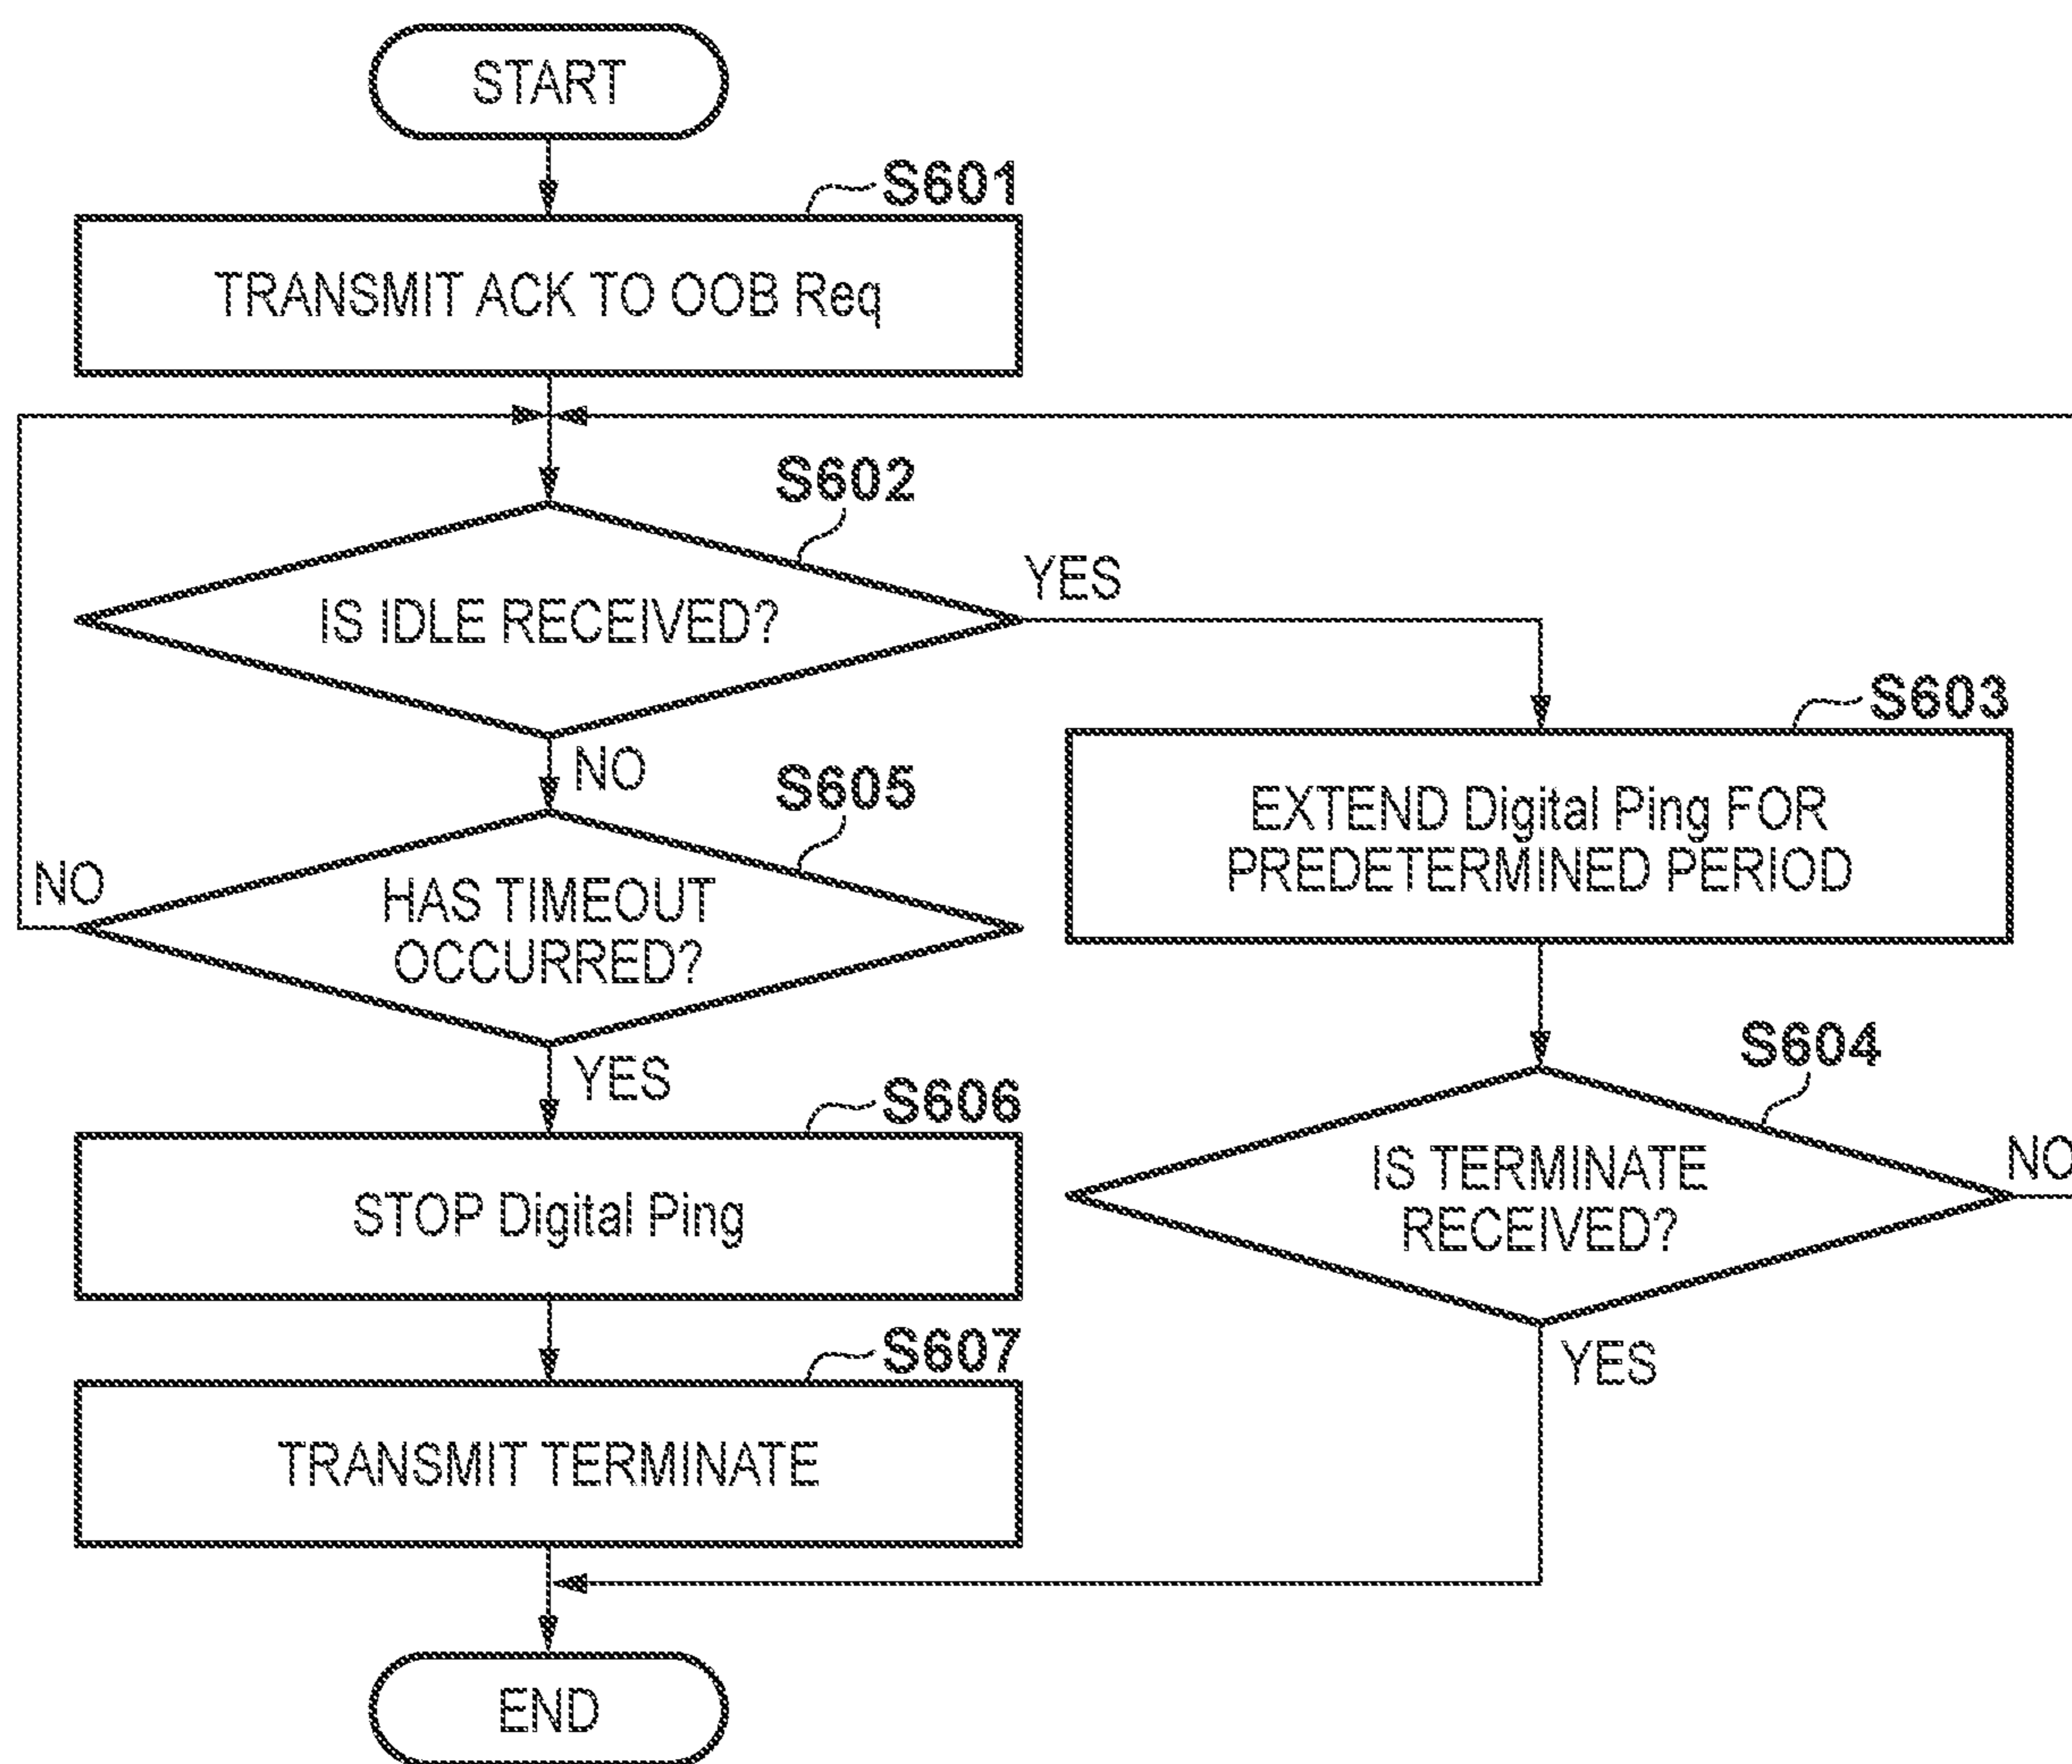 START
S601
TRANSMIT ACK TO OOB Req
S602
IS IDLE RECEIVED?
YES
NO
S603
EXTEND Digital Ping FOR
PREDETERMINED PERIOD
S605
HAS TIMEOUT
OCCURRED?
NO
YES
S604
IS TERMINATE
RECEIVED?
NO
YES
S606
STOP Digital Ping
S607
TRANSMIT TERMINATE
END